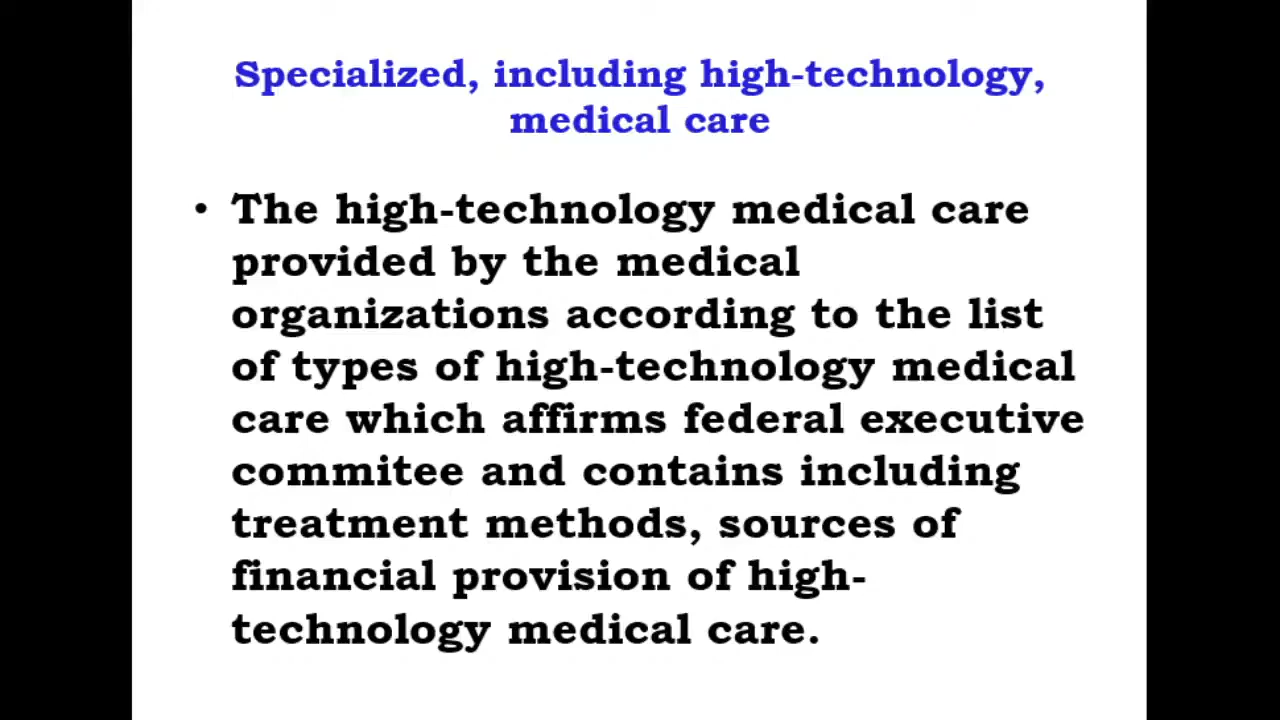 Specialized, including high-technology,
medical care
• The high-technology medical care
provided by the medical
organizations according to the list
of types of high-technology medical
care which affirms federal executive
commitee and contains including
treatment methods, sources of
financial provision of high-
technology medical care.